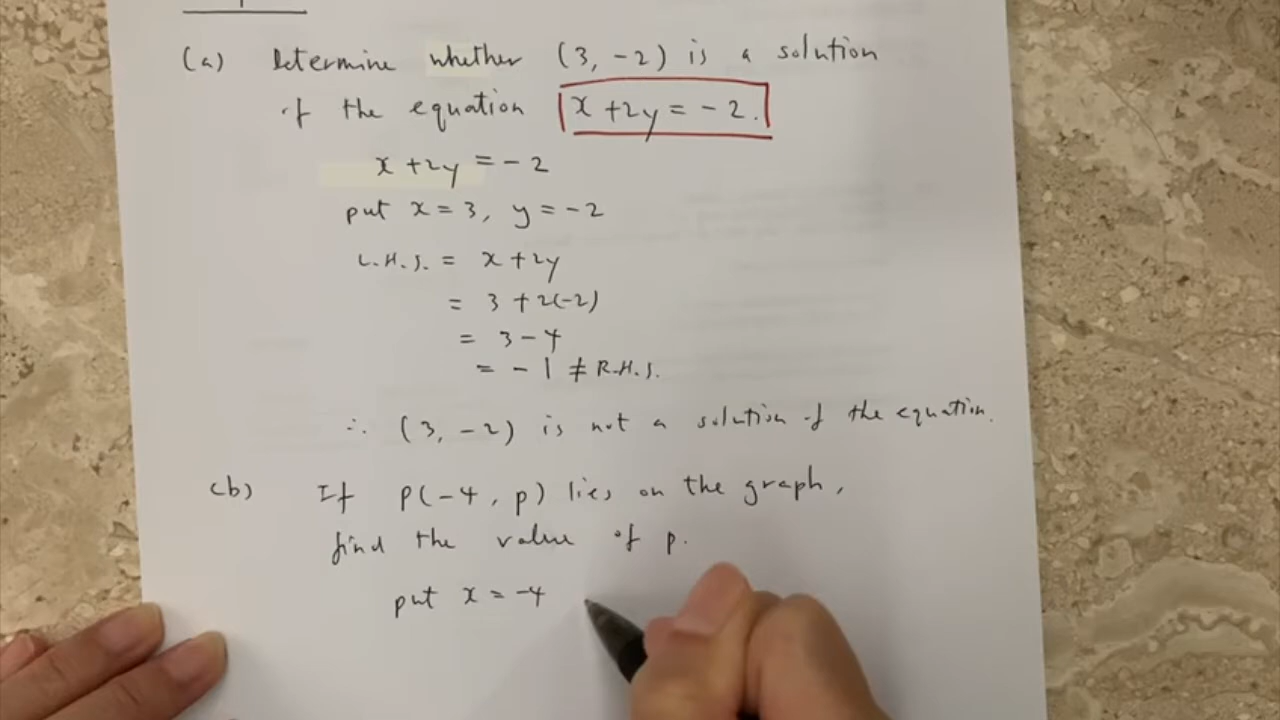 (a) Determine whether (3, -2) is a solution
of the equation x + 2y = -2.
x + 2y = -2
put x = 3, y = -2
L.H.S. = x + 2y
= 3 + 2(-2)
= 3 - 4
= -1 ≠ R.H.S.
∴ (3, -2) is not a solution of the equation.
(b) If P(-4, p) lies on the graph,
find the value of p.
put x = -4